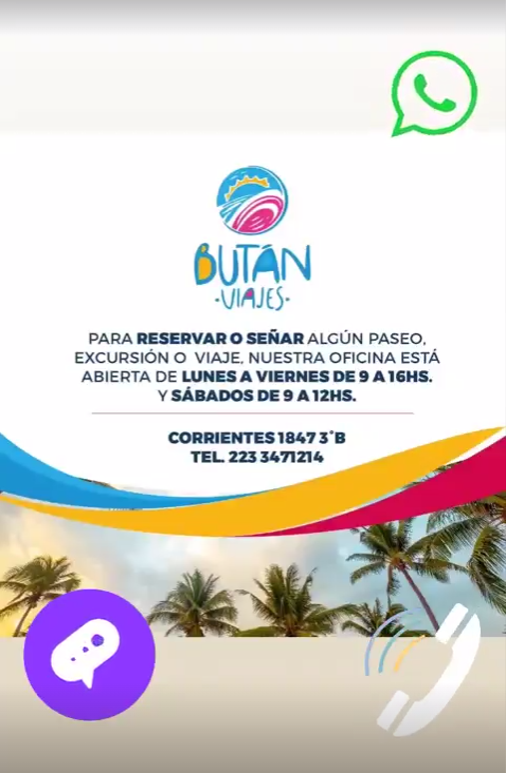 BUTÁN
·VIAJES·
PARA RESERVAR O SEÑAR ALGÚN PASEO,
EXCURSIÓN O VIAJE, NUESTRA OFICINA ESTÁ
ABIERTA DE LUNES A VIERNES DE 9 A 16HS.
Y SÁBADOS DE 9 A 12HS.
CORRIENTES 1847 3°B
TEL. 223 3471214